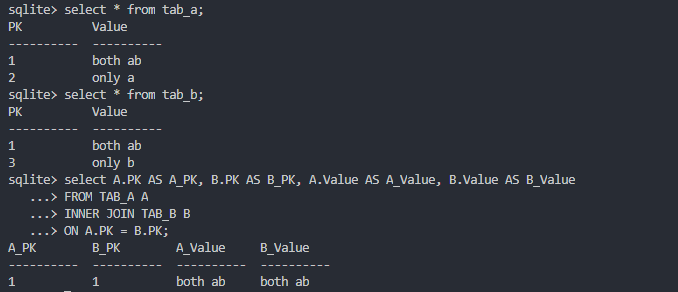 sqlite> select * from tab_a;
PK          Value
----------  ----------
1           both ab
2           only a
sqlite> select * from tab_b;
PK          Value
----------  ----------
1           both ab
3           only b
sqlite> select A.PK AS A_PK, B.PK AS B_PK, A.Value AS A_Value, B.Value AS B_Value
   ...> FROM TAB_A A
   ...> INNER JOIN TAB_B B
   ...> ON A.PK = B.PK;
A_PK        B_PK        A_Value     B_Value
----------  ----------  ----------  ----------
1           1           both ab     both ab